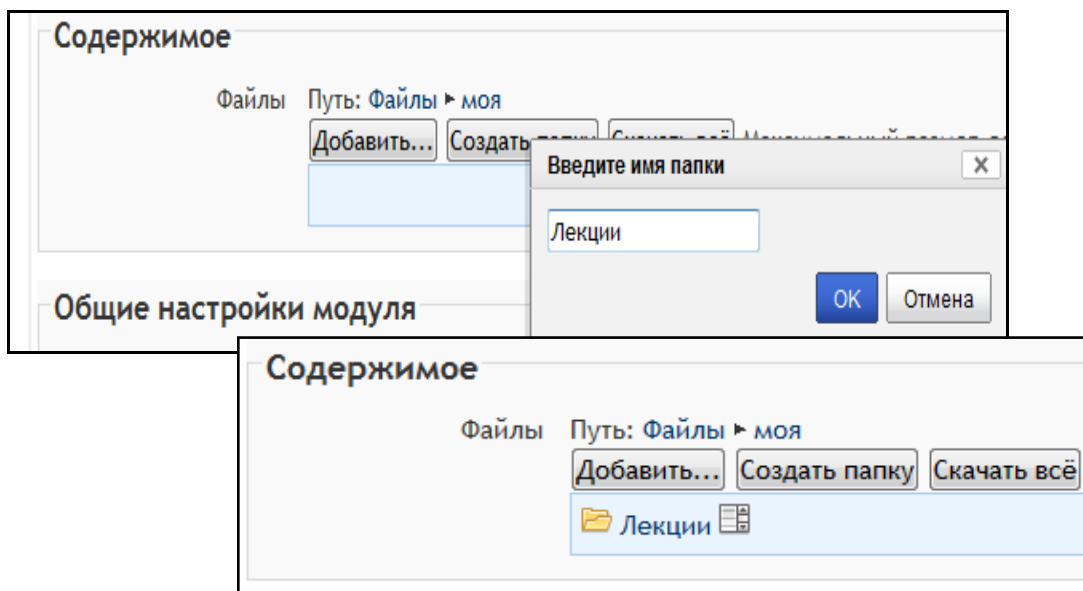 Содержимое
Файлы Путь: Файлы ▶ моя
Добавить... Создать
Введите имя папки
Лекции
OK Отмена
Общие настройки модуля
Содержимое
Файлы Путь: Файлы ▶ моя
Добавить... Создать папку Скачать всё
Лекции